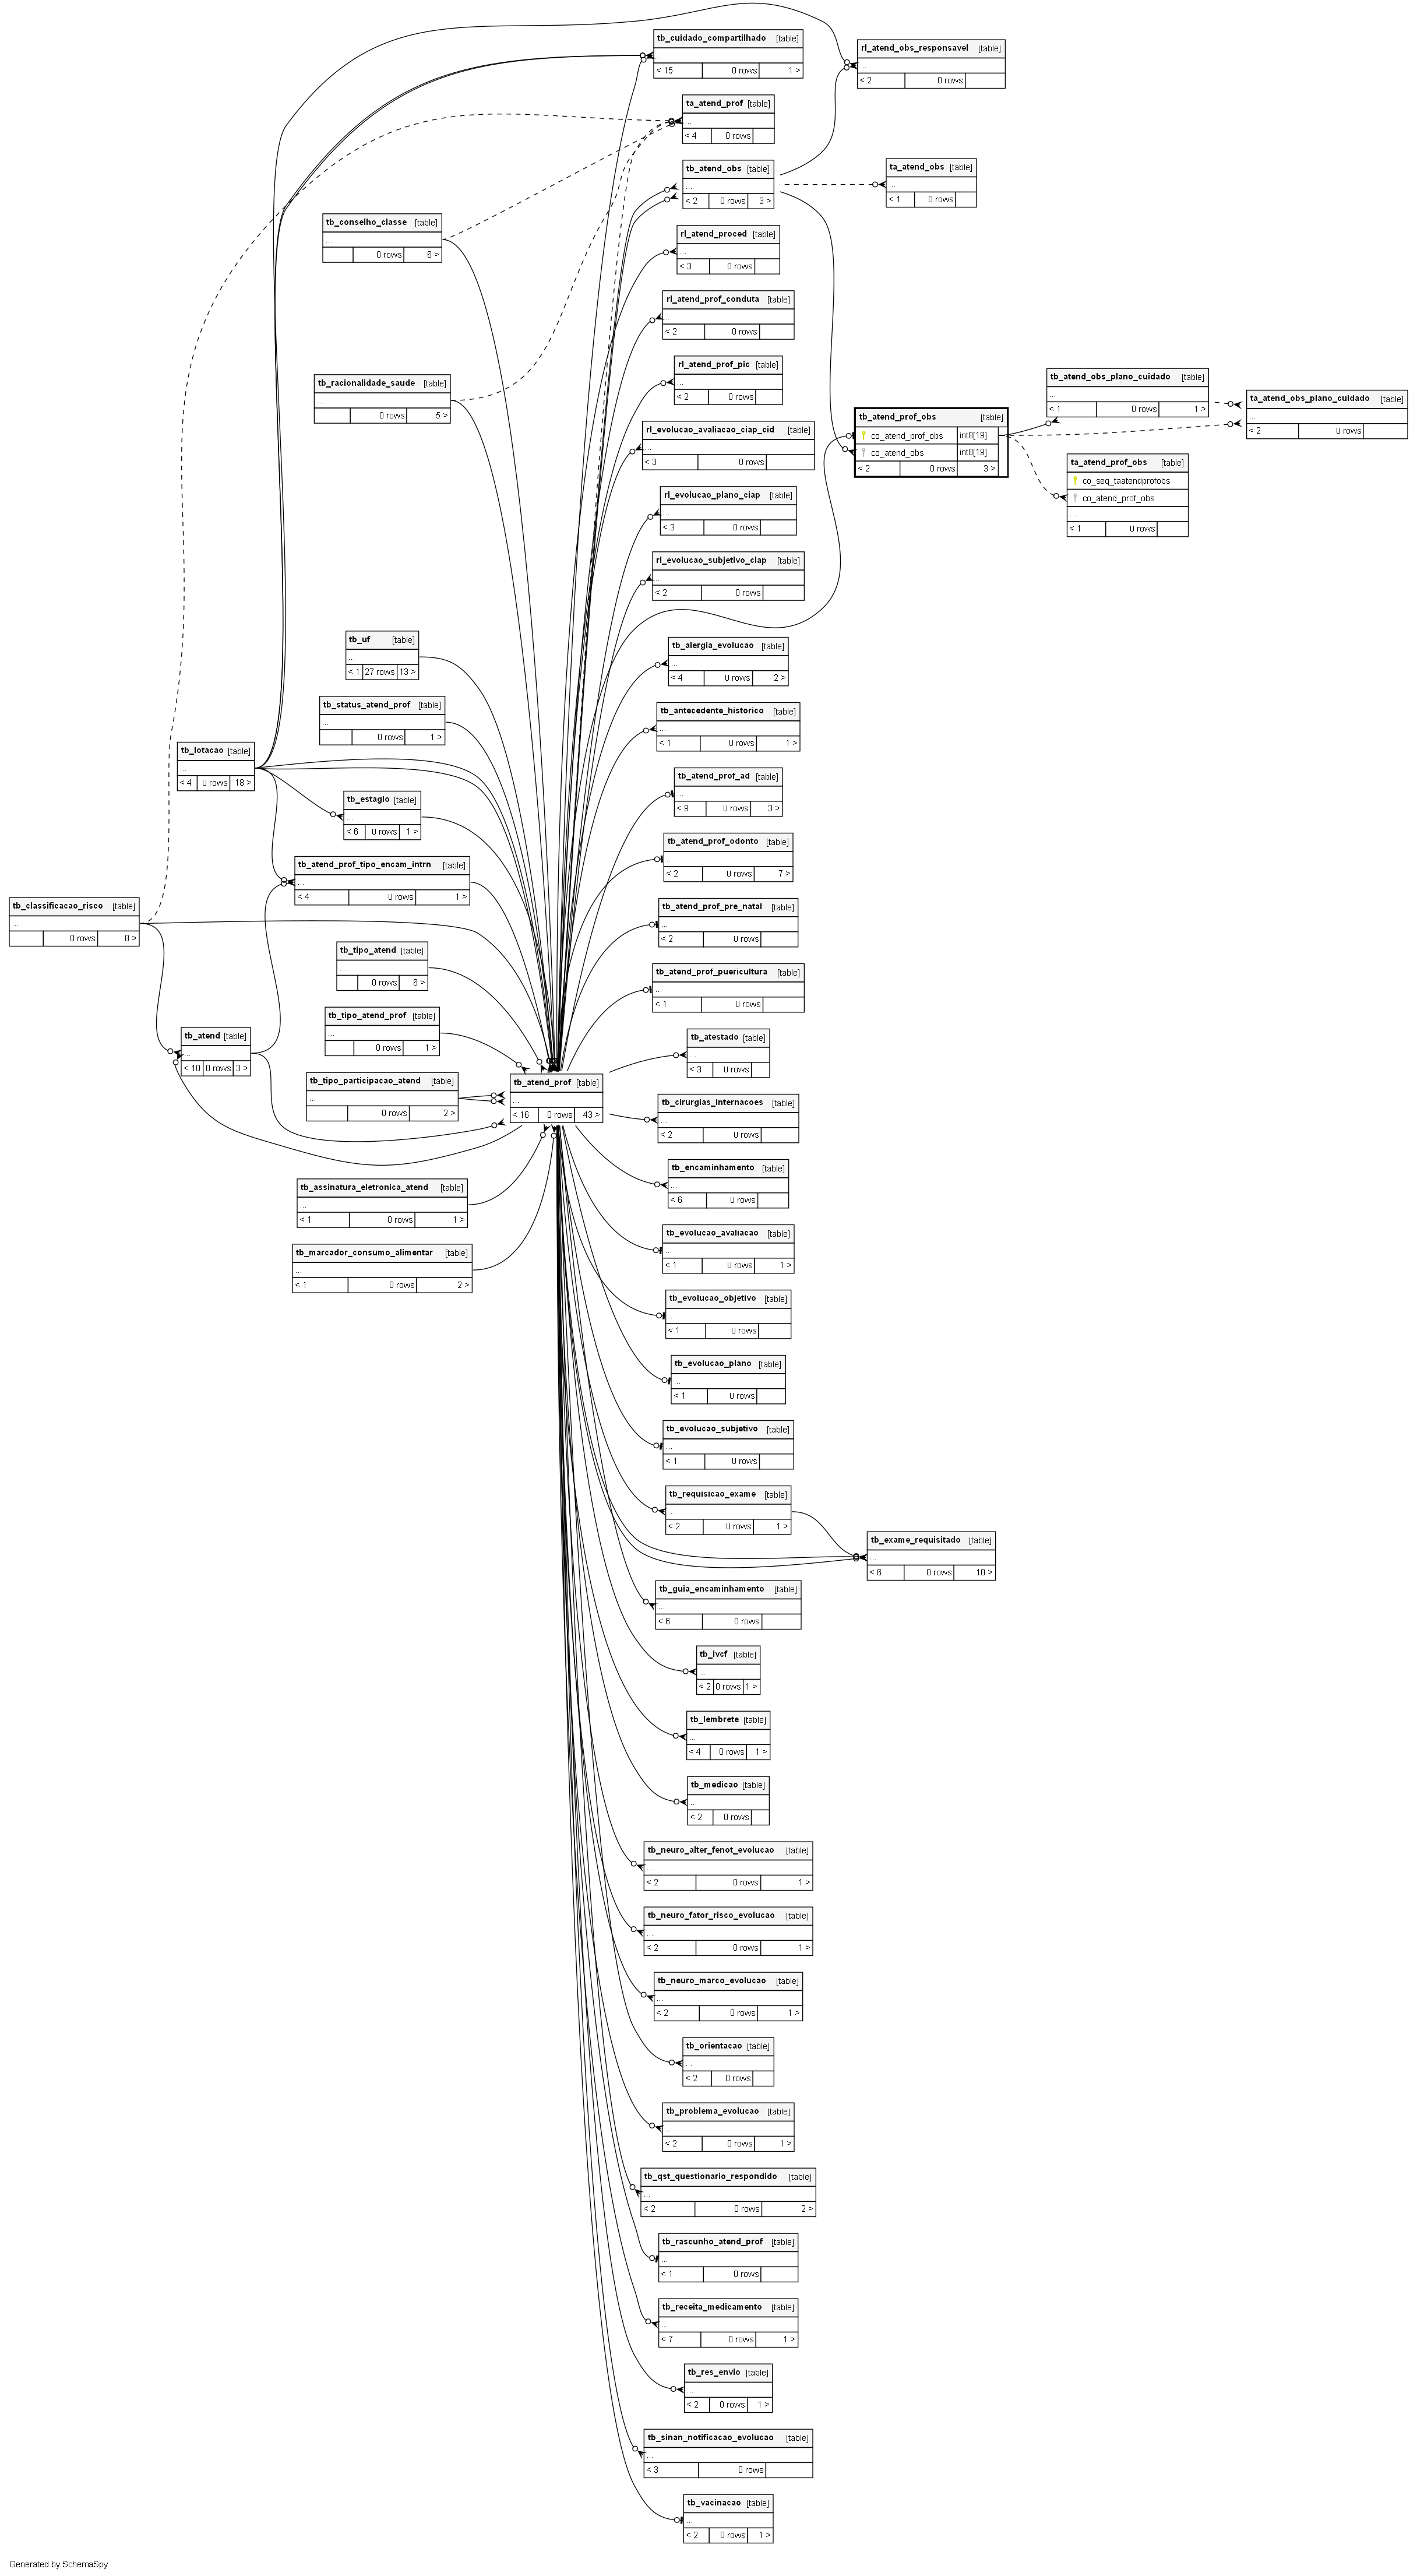 tb_cuidado_compartilhado [table]
...
< 15 0 rows 1 >
rl_atend_obs_responsavel [table]
...
< 2 0 rows
ta_atend_prof [table]
...
< 4 0 rows
tb_atend_obs [table]
...
< 2 0 rows 3 >
ta_atend_obs [table]
...
< 1 0 rows
tb_conselho_classe [table]
...
0 rows 6 >
rl_atend_proced [table]
...
< 3 0 rows
rl_atend_prof_conduta [table]
...
< 2 0 rows
rl_atend_prof_pic [table]
...
< 2 0 rows
tb_racionalidade_saude [table]
...
0 rows 5 >
tb_atend_obs_plano_cuidado [table]
...
< 1 0 rows 1 >
ta_atend_obs_plano_cuidado [table]
...
< 2 0 rows
tb_atend_prof_obs [table]
co_atend_prof_obs int8[19]
co_atend_obs int8[19]
< 2 0 rows 3 >
rl_evolucao_avaliacao_ciap_cid [table]
...
< 3 0 rows
ta_atend_prof_obs [table]
co_seq_taatendprofobs
co_atend_prof_obs
...
< 1 0 rows
rl_evolucao_plano_ciap [table]
...
< 3 0 rows
rl_evolucao_subjetivo_ciap [table]
...
< 2 0 rows
tb_uf [table]
...
< 1 27 rows 13 >
tb_alergia_evolucao [table]
...
< 4 0 rows 2 >
tb_status_atend_prof [table]
...
0 rows 1 >
tb_antecedente_historico [table]
...
< 1 0 rows 1 >
tb_lotacao [table]
...
< 4 0 rows 18 >
tb_atend_prof_ad [table]
...
< 9 0 rows 3 >
tb_estagio [table]
...
< 6 0 rows 1 >
tb_atend_prof_odonto [table]
...
< 2 0 rows 7 >
tb_atend_prof_tipo_encam_intrn [table]
...
< 4 0 rows 1 >
tb_classificacao_risco [table]
...
0 rows 8 >
tb_atend_prof_pre_natal [table]
...
< 2 0 rows
tb_tipo_atend [table]
...
0 rows 6 >
tb_atend_prof_puericultura [table]
...
< 1 0 rows
tb_tipo_atend_prof [table]
...
0 rows 1 >
tb_atend [table]
...
< 10 0 rows 3 >
tb_atestado [table]
...
< 3 0 rows
tb_tipo_participacao_atend [table]
...
0 rows 2 >
tb_atend_prof [table]
...
< 16 0 rows 43 >
tb_cirurgias_internacoes [table]
...
< 2 0 rows
tb_encaminhamento [table]
...
< 6 0 rows
tb_assinatura_eletronica_atend [table]
...
< 1 0 rows 1 >
tb_evolucao_avaliacao [table]
...
< 1 0 rows 1 >
tb_marcador_consumo_alimentar [table]
...
< 1 0 rows 2 >
tb_evolucao_objetivo [table]
...
< 1 0 rows
tb_evolucao_plano [table]
...
< 1 0 rows
tb_evolucao_subjetivo [table]
...
< 1 0 rows
tb_requisicao_exame [table]
...
< 2 0 rows 1 >
tb_exame_requisitado [table]
...
< 6 0 rows 10 >
tb_guia_encaminhamento [table]
...
< 6 0 rows
tb_ivcf [table]
...
< 2 0 rows 1 >
tb_lembrete [table]
...
< 4 0 rows 1 >
tb_medicao [table]
...
< 2 0 rows
tb_neuro_alter_fenot_evolucao [table]
...
< 2 0 rows 1 >
tb_neuro_fator_risco_evolucao [table]
...
< 2 0 rows 1 >
tb_neuro_marco_evolucao [table]
...
< 2 0 rows 1 >
tb_orientacao [table]
...
< 2 0 rows
tb_problema_evolucao [table]
...
< 2 0 rows 1 >
tb_qst_questionario_respondido [table]
...
< 2 0 rows 2 >
tb_rascunho_atend_prof [table]
...
< 1 0 rows
tb_receita_medicamento [table]
...
< 7 0 rows 1 >
tb_res_envio [table]
...
< 2 0 rows 1 >
tb_sinan_notificacao_evolucao [table]
...
< 3 0 rows
tb_vacinacao [table]
...
< 2 0 rows 1 >
Generated by SchemaSpy